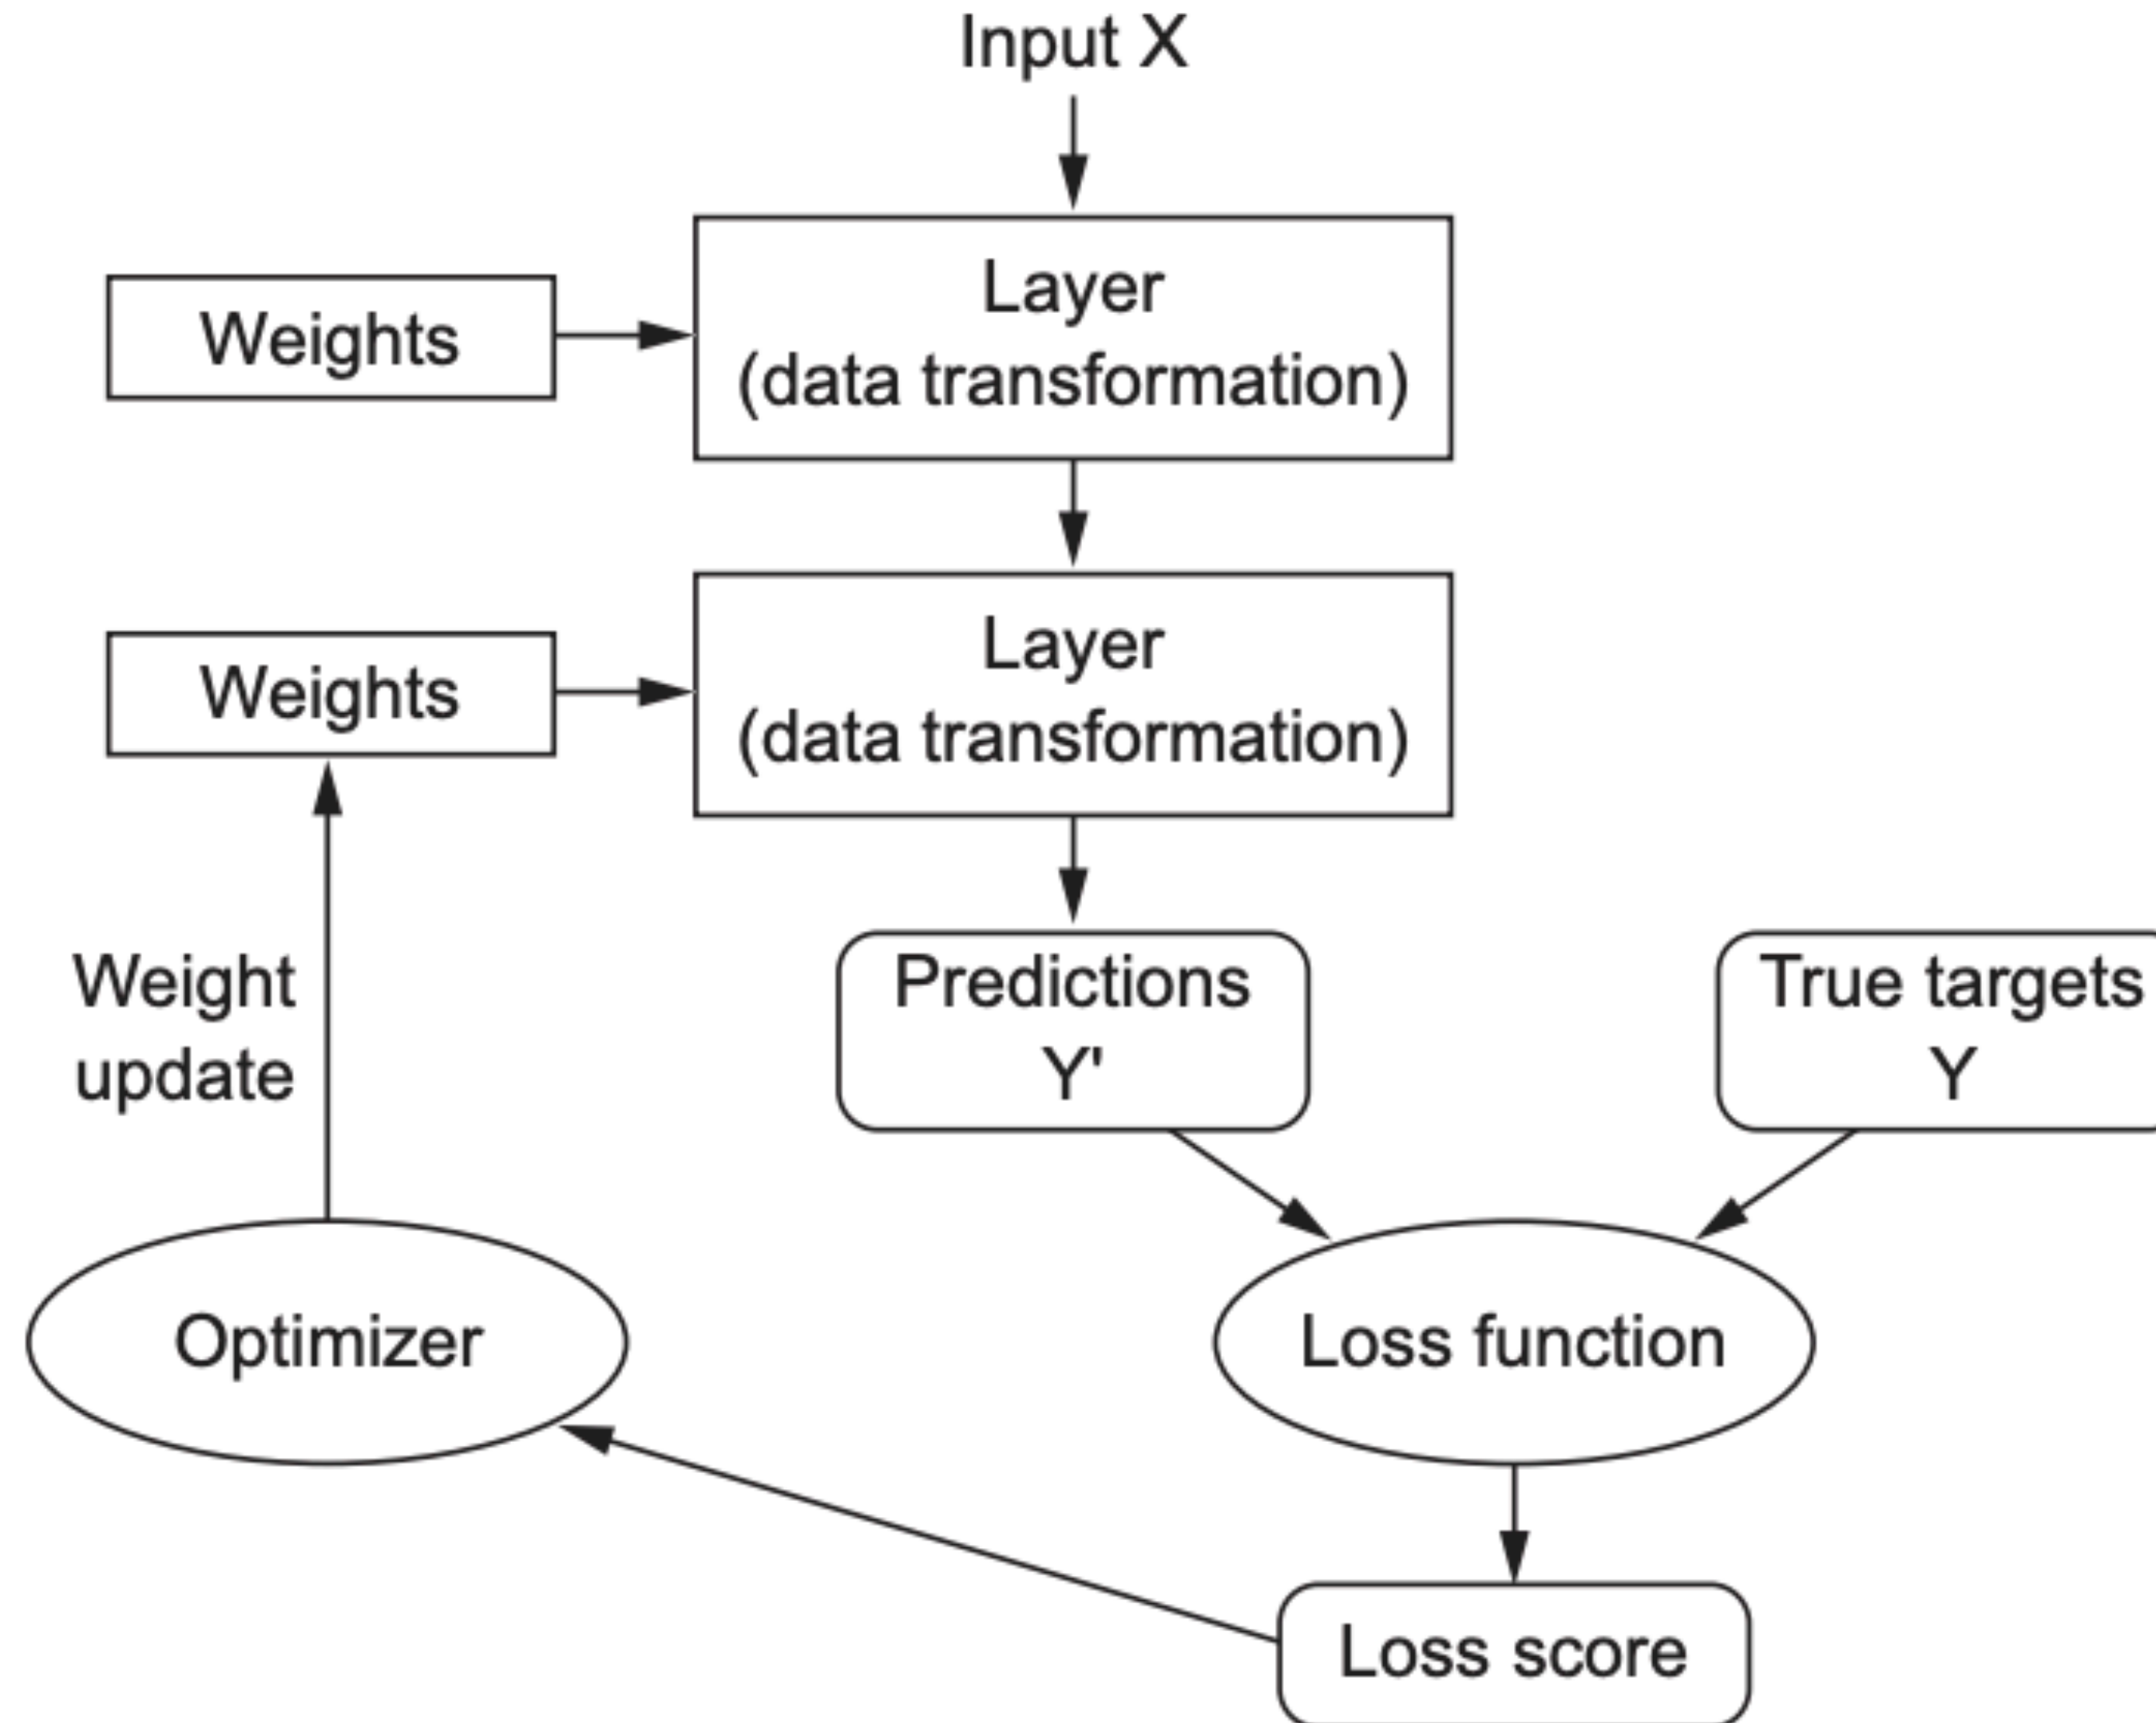 Input X
Weights
Layer
(data transformation)
Weights
Layer
(data transformation)
Weight
update
Predictions
Y'
True targets
Y
Optimizer
Loss function
Loss score